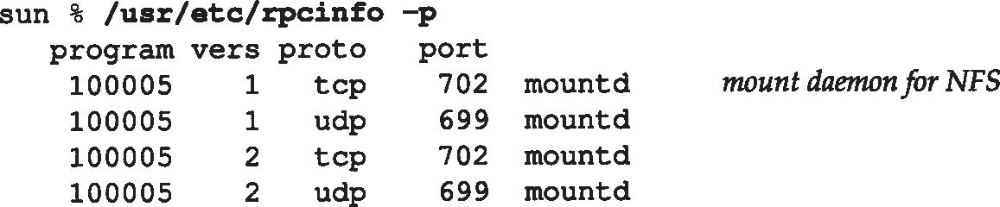 sun % /usr/etc/rpcinfo -p
program vers proto port
100005 1 tcp 702 mountd mount daemon for NFS
100005 1 udp 699 mountd
100005 2 tcp 702 mountd
100005 2 udp 699 mountd